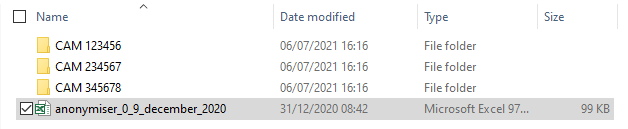 Name Date modified Type Size
CAM 123456 06/07/2021 16:16 File folder
CAM 234567 06/07/2021 16:16 File folder
CAM 345678 06/07/2021 16:16 File folder
anonymiser_0_9_december_2020 31/12/2020 08:42 Microsoft Excel 97... 99 KB